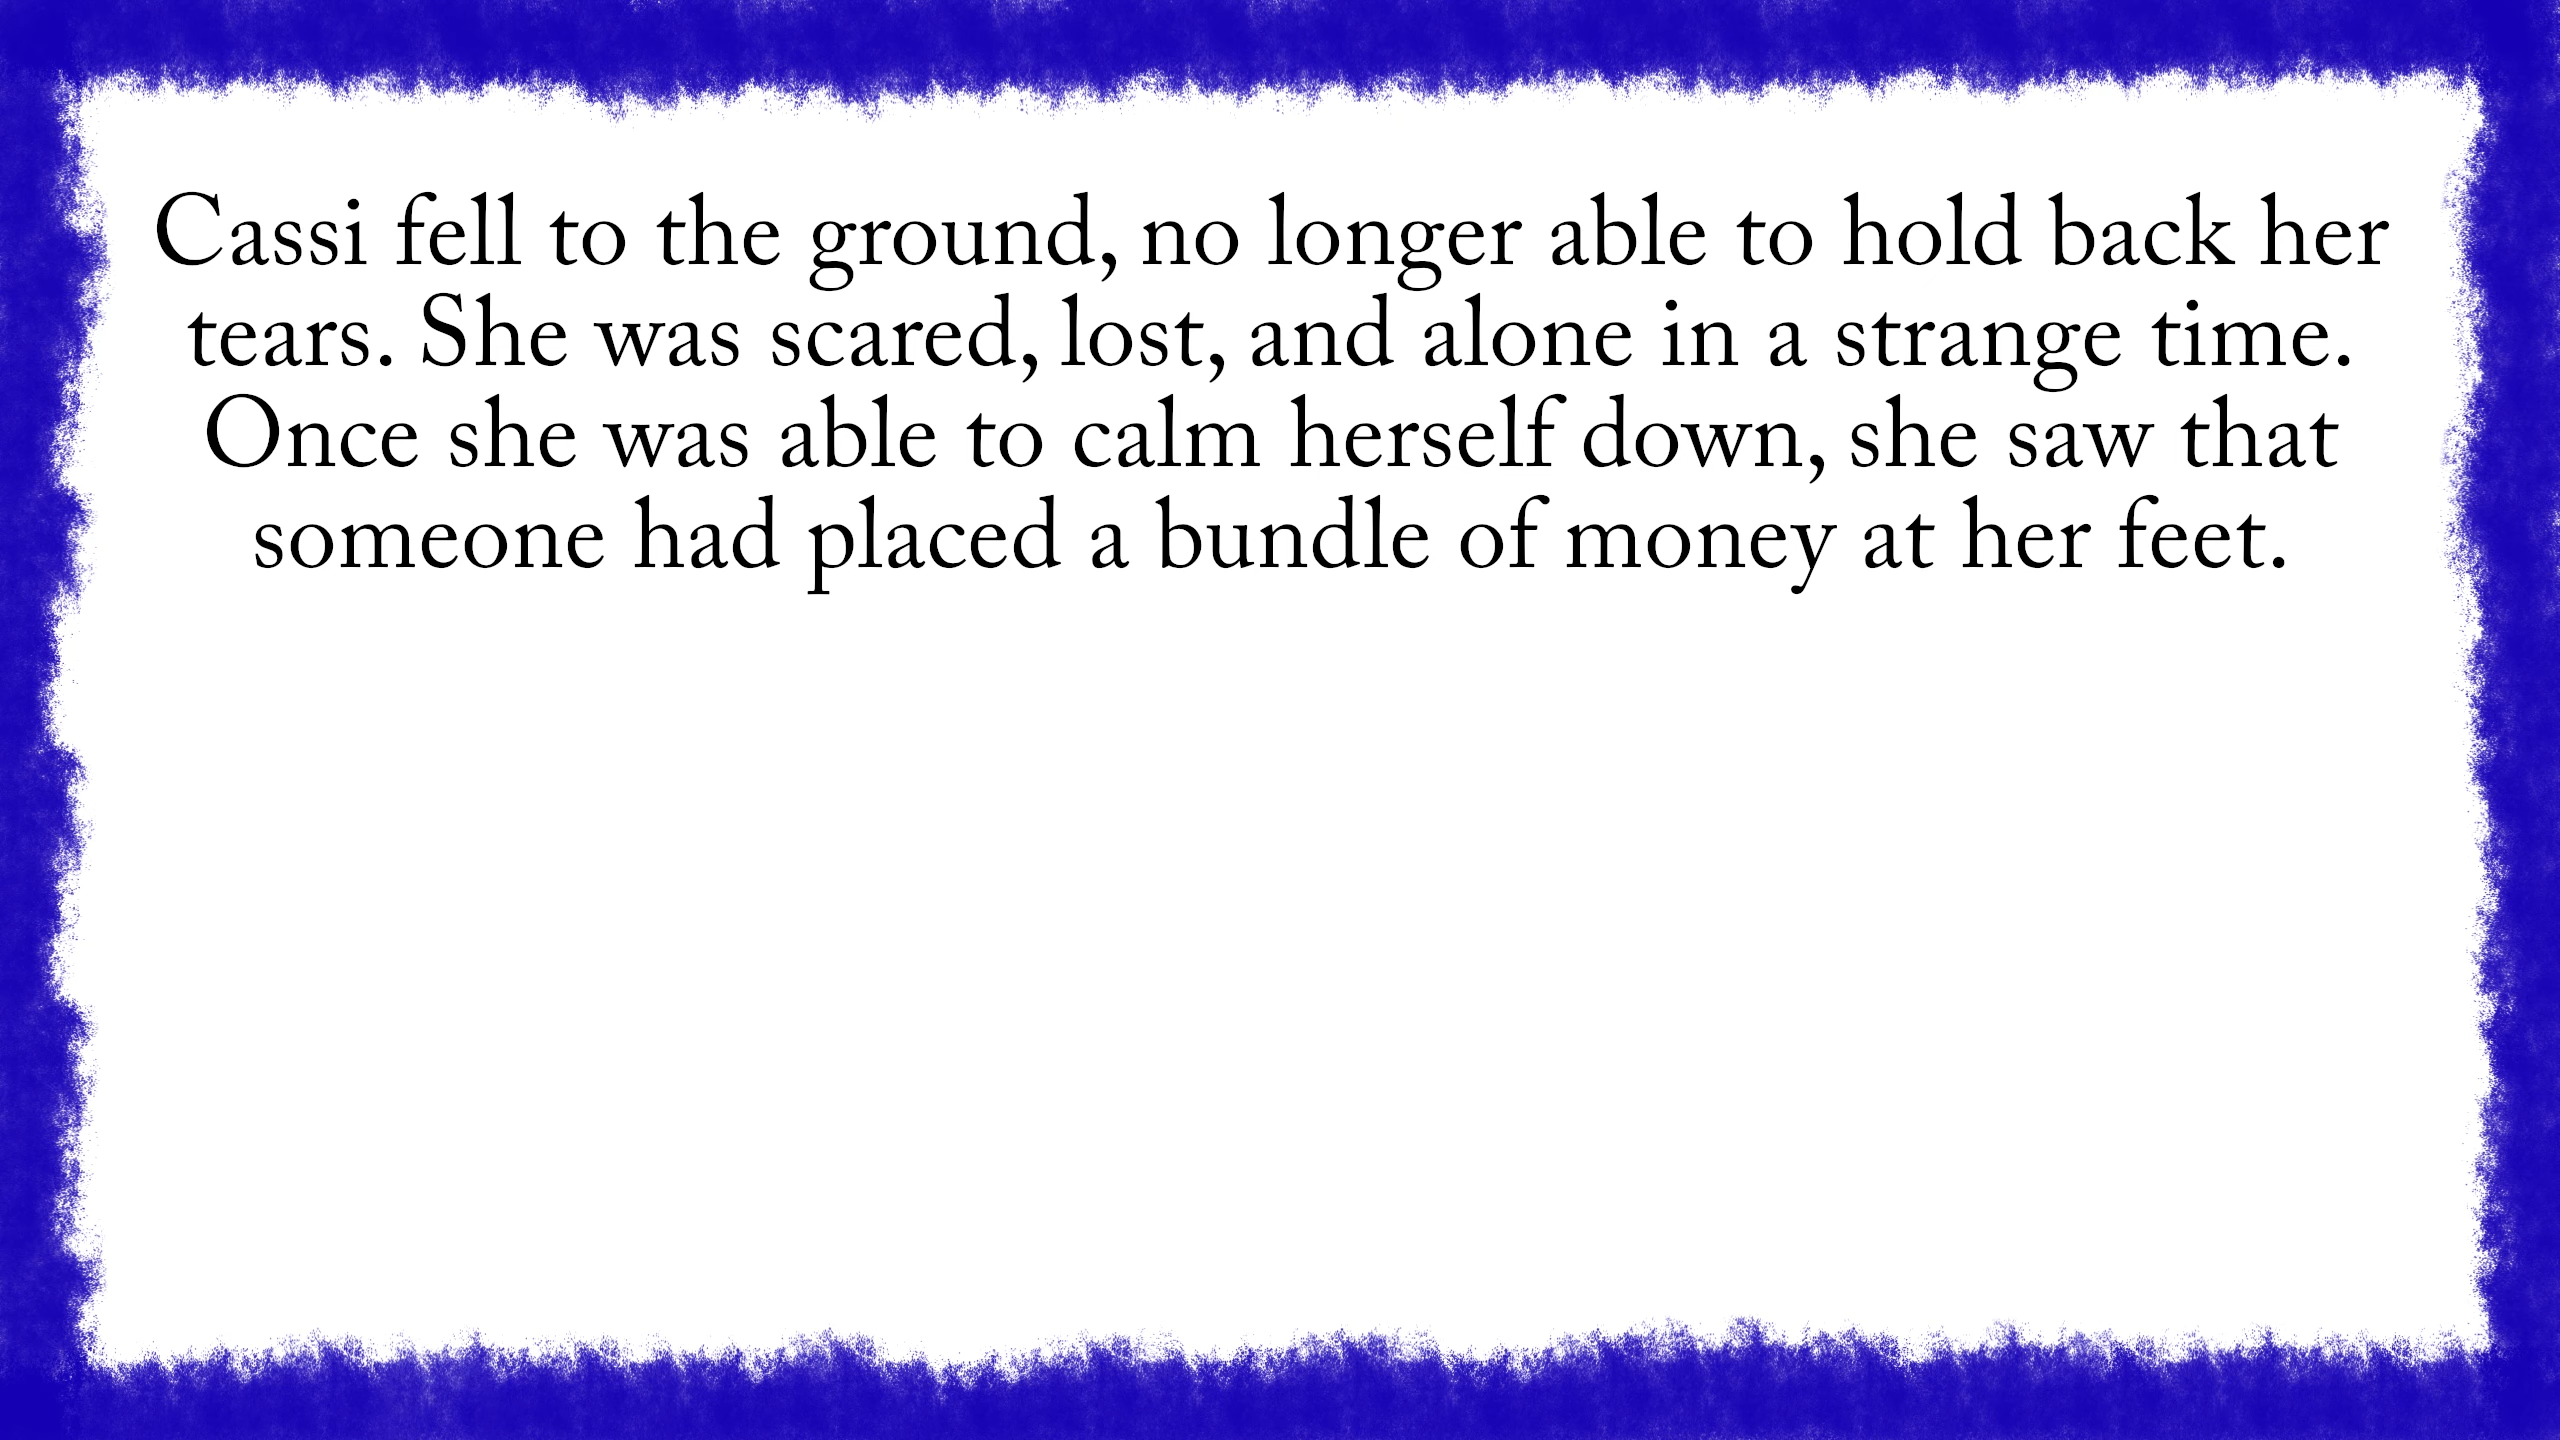 Cassi fell to the ground, no longer able to hold back her
tears. She was scared, lost, and alone in a strange time.
Once she was able to calm herself down, she saw that
someone had placed a bundle of money at her feet.